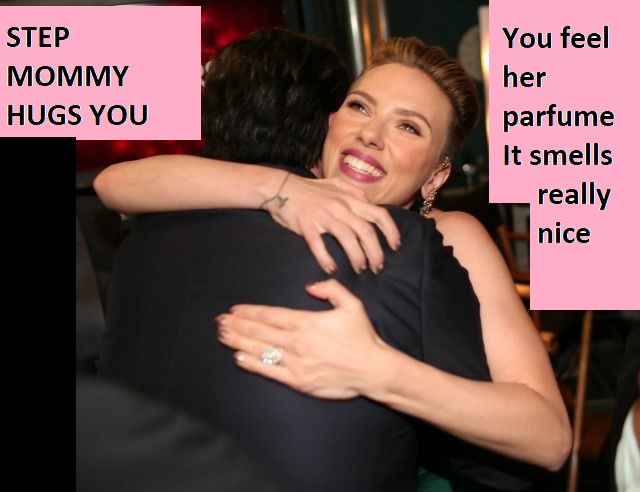 STEP
MOMMY
HUGS YOU
You feel
her
parfume
It smells
really
nice